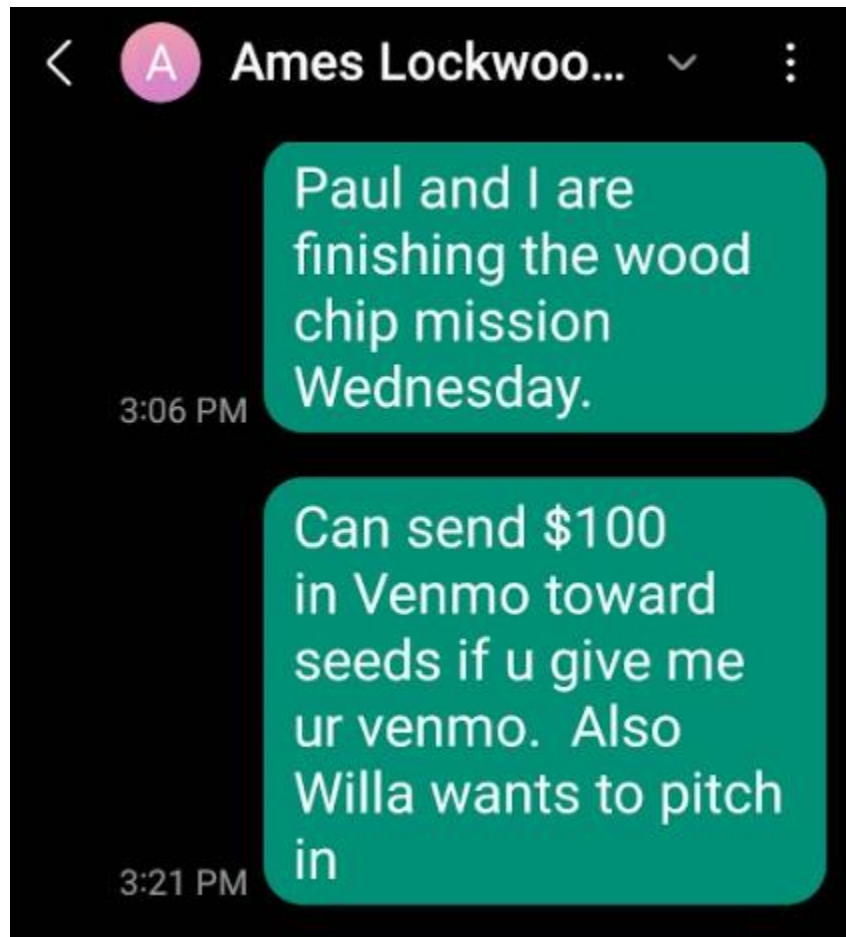 A Ames Lockwoo...
Paul and I are
finishing the wood
chip mission
Wednesday.
3:06 PM
Can send $100
in Venmo toward
seeds if u give me
ur venmo.  Also
Willa wants to pitch
in
3:21 PM